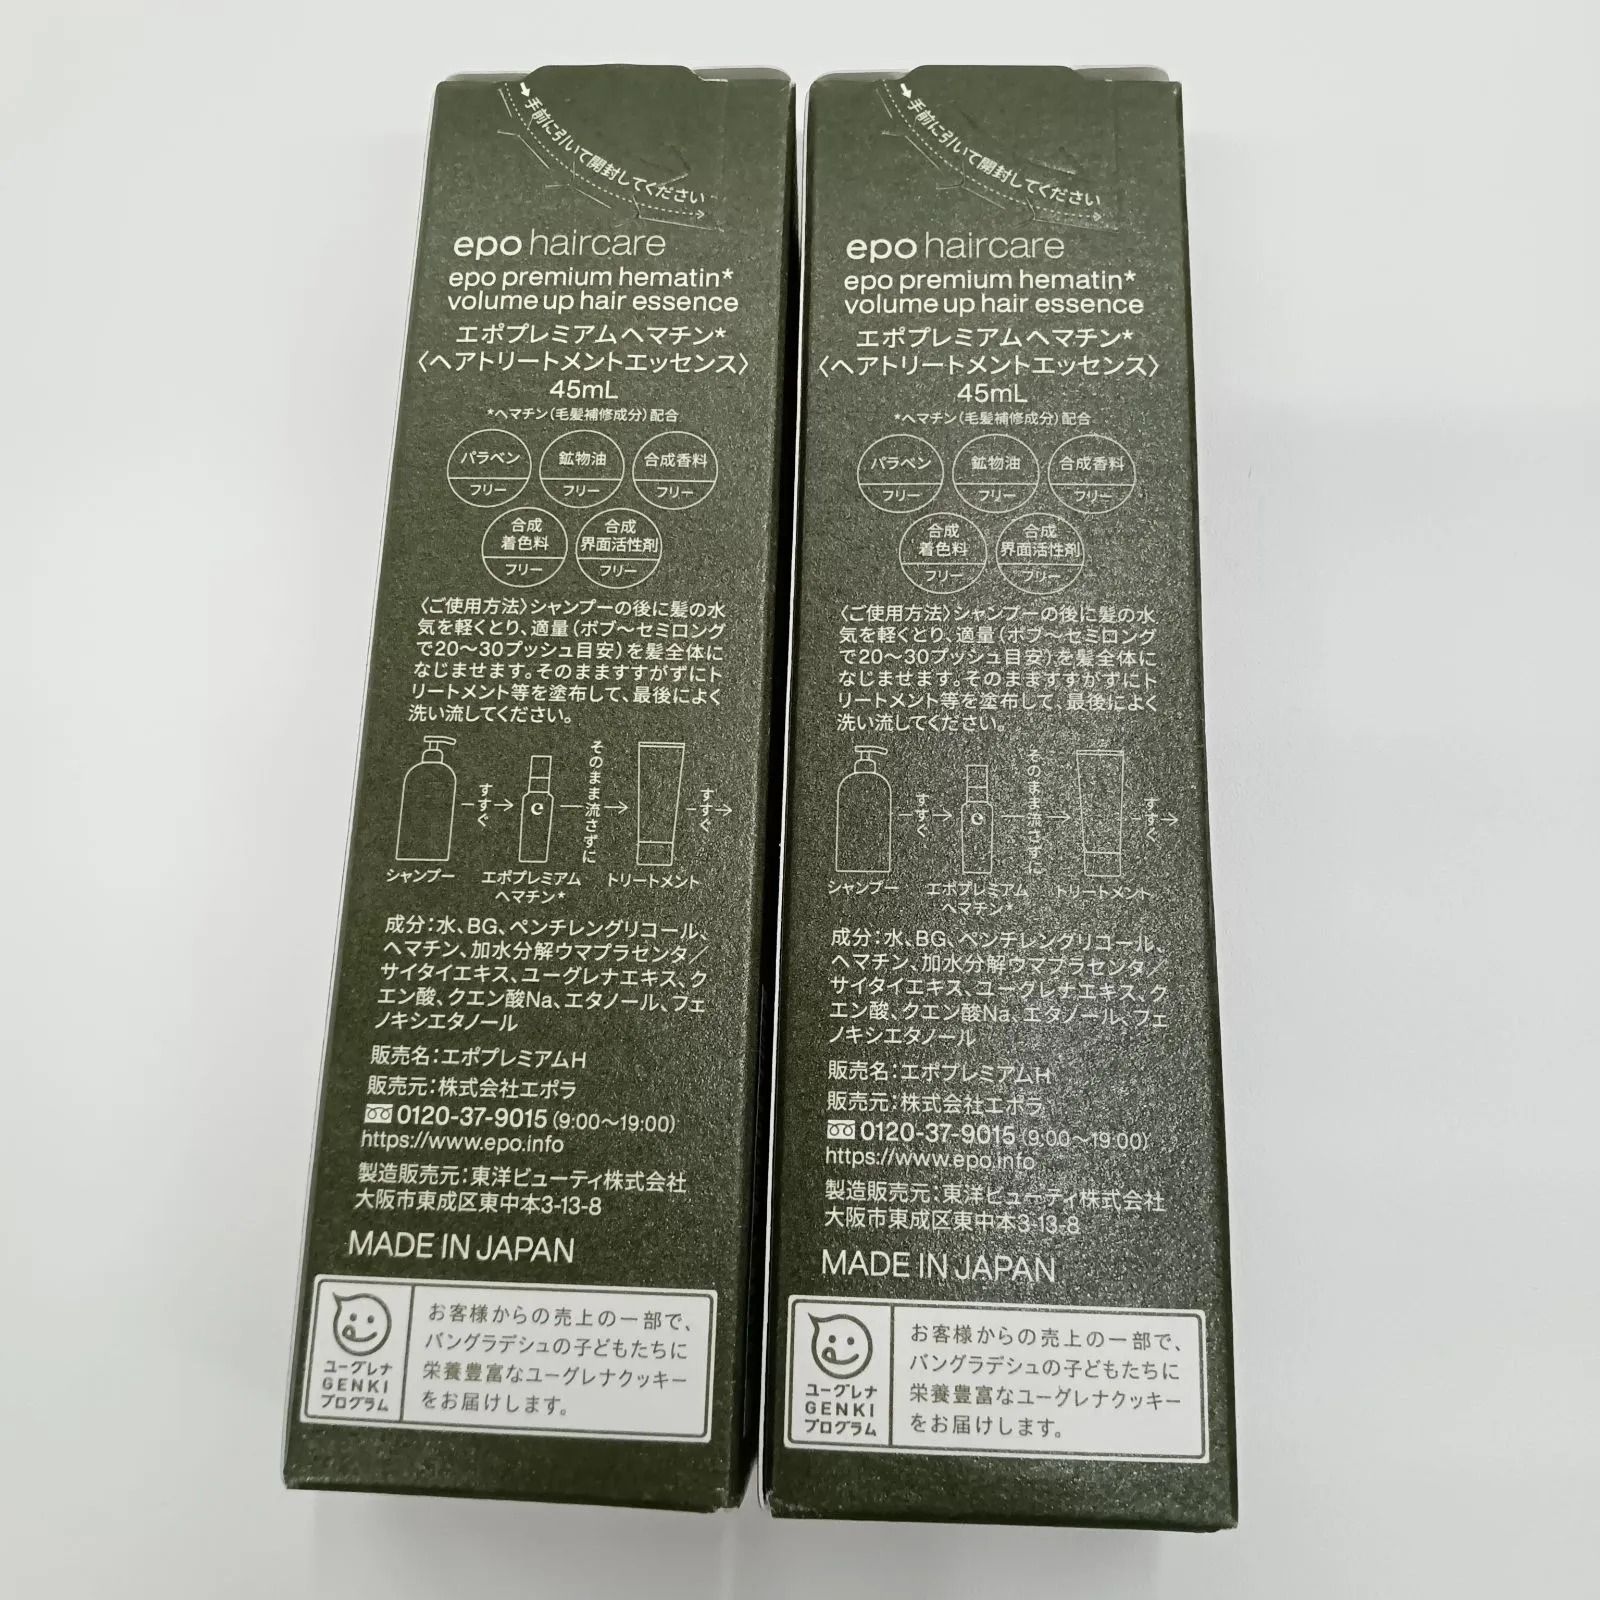 手前に引いて開封してください
epo haircare
epo premium hematin*
volume up hair essence
エポプレミアムヘマチン*
〈ヘアトリートメントエッセンス〉
45mL
*ヘマチン(毛髪補修成分)配合
パラベン
フリー
鉱物油
フリー
合成香料
フリー
合成
着色料
フリー
合成
界面活性剤
フリー
〈ご使用方法〉シャンプーの後に髪の水
気を軽くとり、適量(ボブ〜セミロング
で20〜30プッシュ目安)を髪全体に
なじませます。そのまますすがずにト
リートメント等を塗布して、最後によく
洗い流してください。
すすぐ
そのまま流さずに
すすぐ
シャンプー
エポプレミアム
ヘマチン*
トリートメント
成分:水、BG、ペンチレングリコール、
ヘマチン、加水分解ウマプラセンタ/
サイタイエキス、ユーグレナエキス、ク
エン酸、クエン酸Na、エタノール、フェ
ノキシエタノール
販売名:エポプレミアムH
販売元:株式会社エポラ
0120-37-9015(9:00〜19:00)
https://www.epo.info
製造販売元:東洋ビューティ株式会社
大阪市東成区東中本3-13-8
MADE IN JAPAN
ユーグレナ
GENKI
プログラム
お客様からの売上の一部で、
バングラデシュの子どもたちに
栄養豊富なユーグレナクッキー
をお届けします。
手前に引いて開封してください
epo haircare
epo premium hematin*
volume up hair essence
エポプレミアムヘマチン*
〈ヘアトリートメントエッセンス〉
45mL
*ヘマチン(毛髪補修成分)配合
パラベン
フリー
鉱物油
フリー
合成香料
フリー
合成
着色料
フリー
合成
界面活性剤
フリー
〈ご使用方法〉シャンプーの後に髪の水
気を軽くとり、適量(ボブ〜セミロング
で20〜30プッシュ目安)を髪全体に
なじませます。そのまますすがずにト
リートメント等を塗布して、最後によく
洗い流してください。
すすぐ
そのまま流さずに
すすぐ
シャンプー
エポプレミアム
ヘマチン*
トリートメント
成分:水、BG、ペンチレングリコール、
ヘマチン、加水分解ウマプラセンタ/
サイタイエキス、ユーグレナエキス、ク
エン酸、クエン酸Na、エタノール、フェ
ノキシエタノール
販売名:エポプレミアムH
販売元:株式会社エポラ
0120-37-9015(9:00〜19:00)
https://www.epo.info
製造販売元:東洋ビューティ株式会社
大阪市東成区東中本3-13-8
MADE IN JAPAN
ユーグレナ
GENKI
プログラム
お客様からの売上の一部で、
バングラデシュの子どもたちに
栄養豊富なユーグレナクッキー
をお届けします。